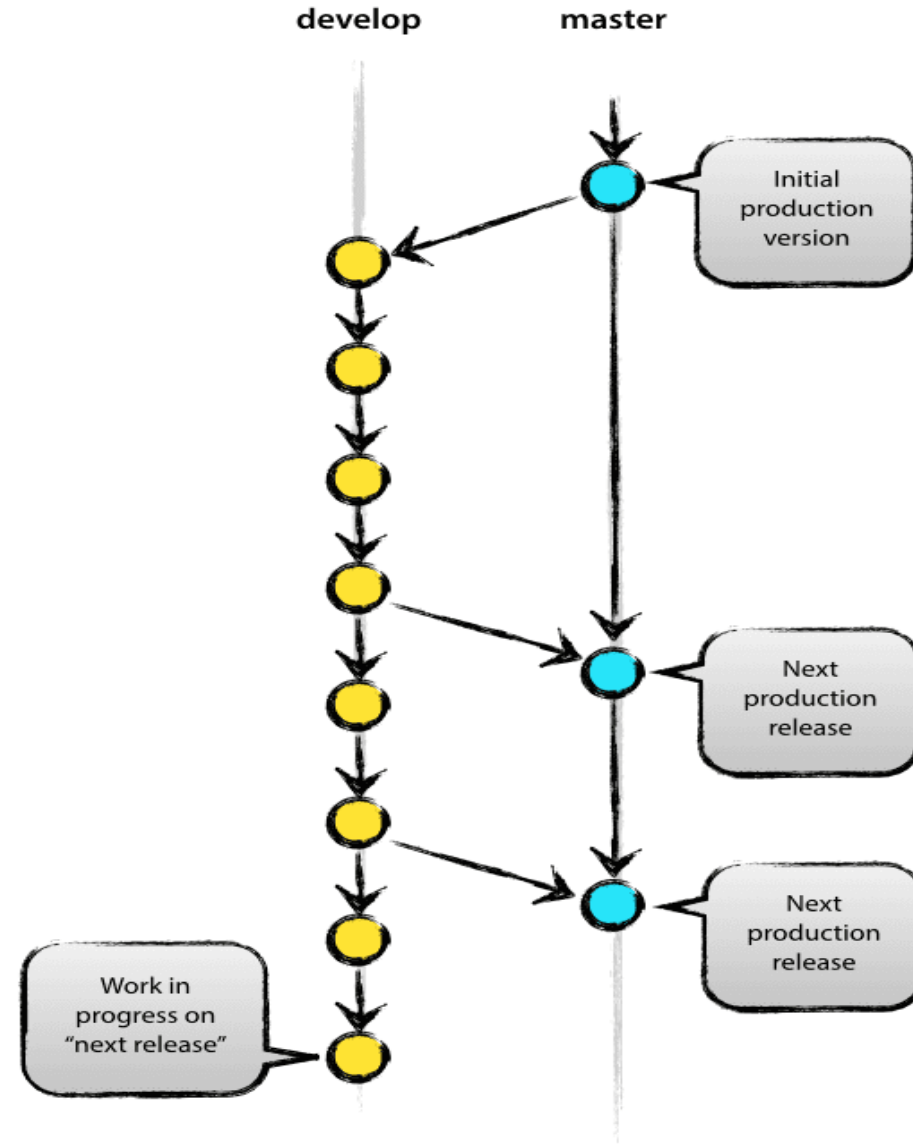 develop
master
Initial
production
version
Next
production
release
Next
production
release
Work in
progress on
“next release”